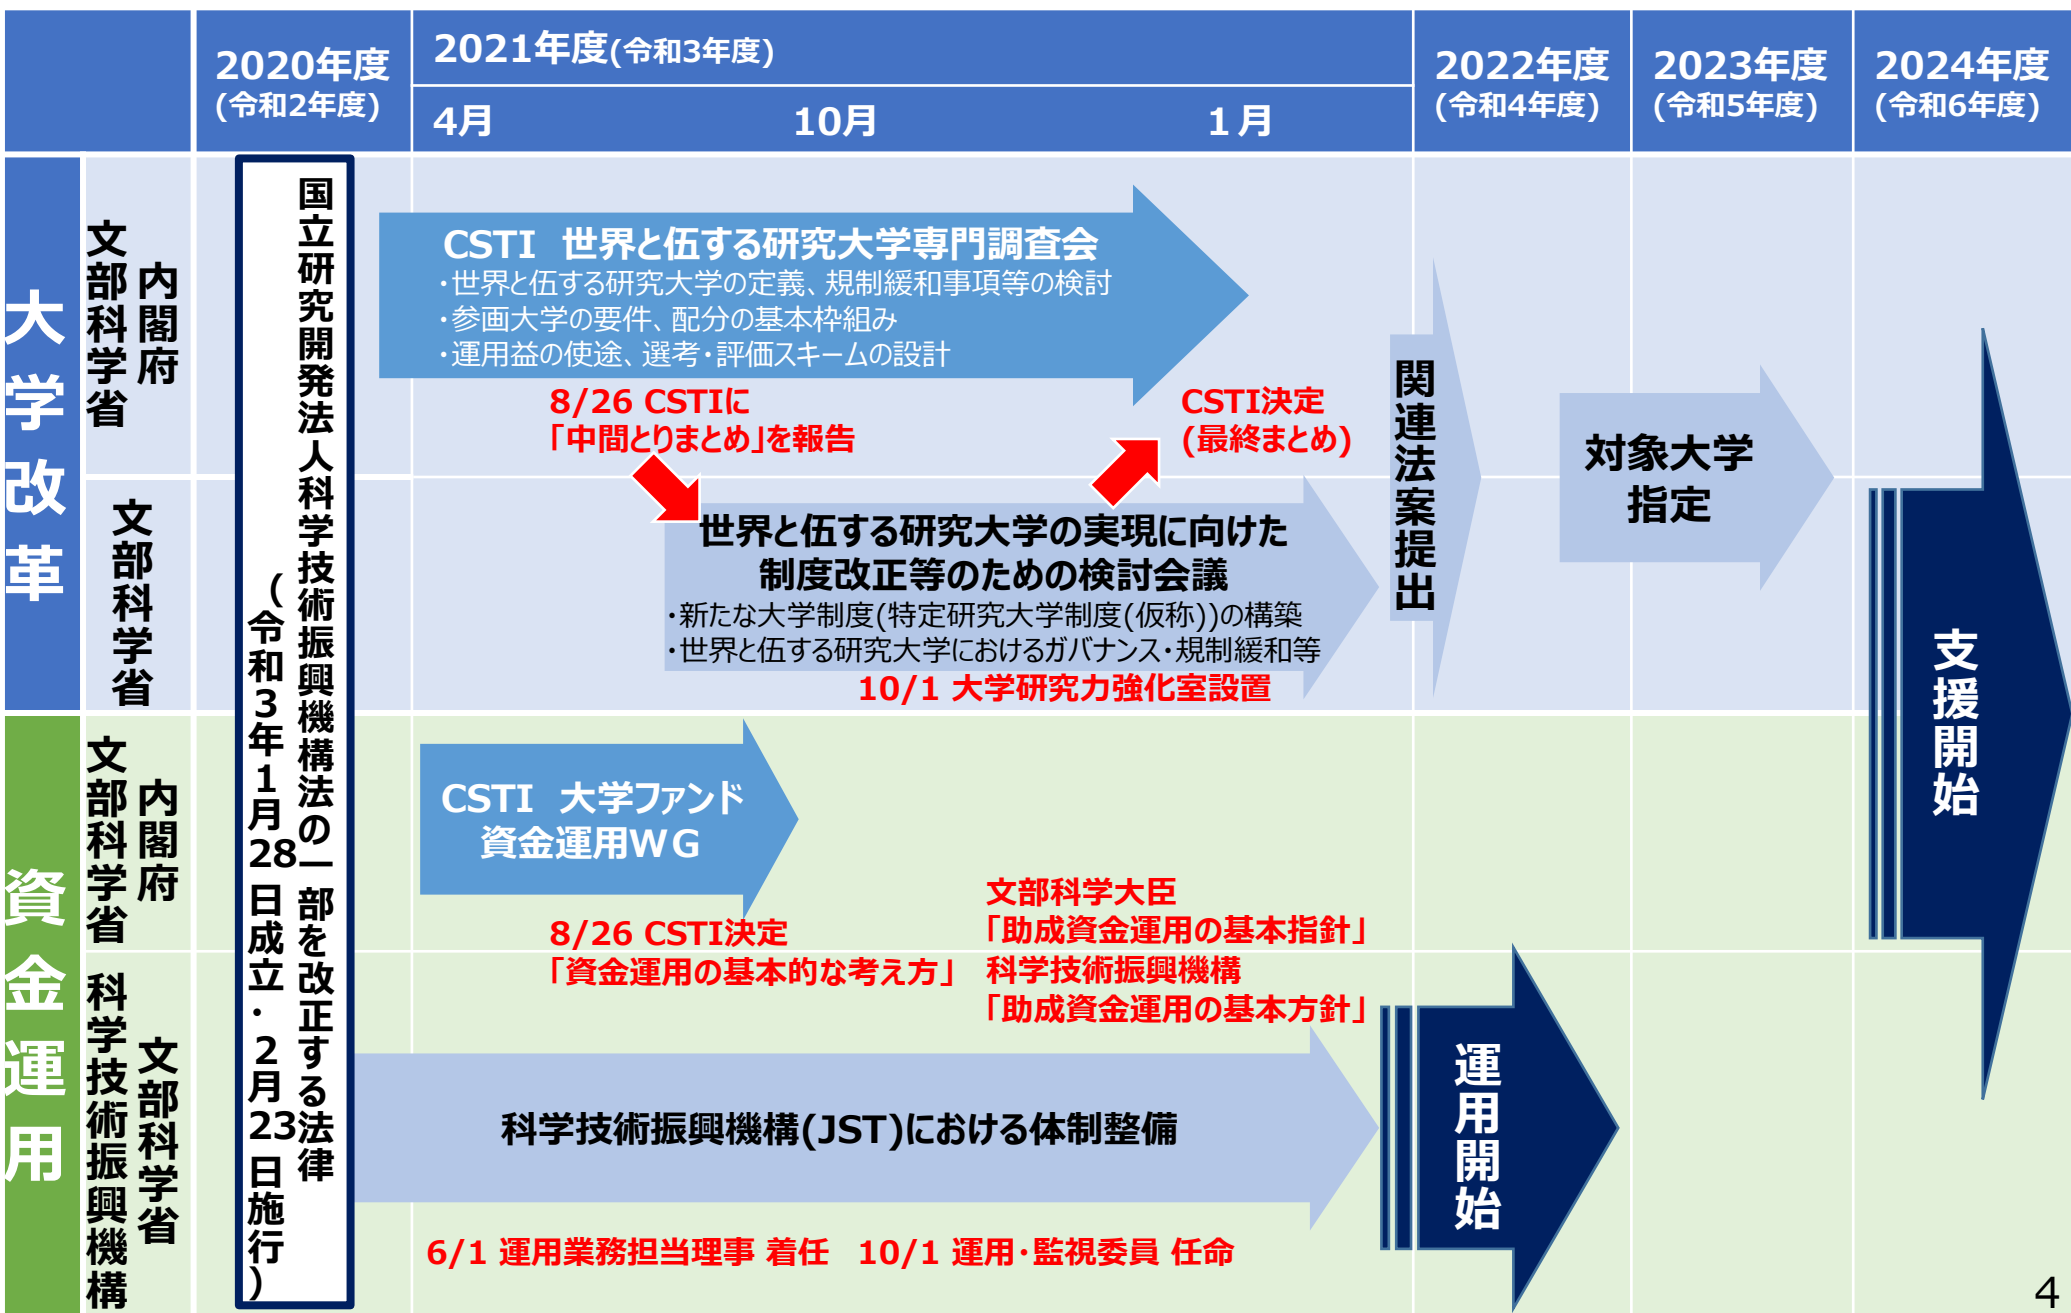 2020年度
(令和2年度)
2021年度(令和3年度)
4月
10月
1月
2022年度
(令和4年度)
2023年度
(令和5年度)
2024年度
(令和6年度)
大学改革
内閣府
文部科学省
文部科学省
資金運用
内閣府
文部科学省
文部科学省
科学技術振興機構
国立研究開発法人科学技術振興機構法の一部を改正する法律
(令和3年1月28日成立・2月23日施行)
CSTI 世界と伍する研究大学専門調査会
・世界と伍する研究大学の定義、規制緩和事項等の検討
・参画大学の要件、配分の基本枠組み
・運用益の使途、選考・評価スキームの設計
8/26 CSTIに
「中間とりまとめ」を報告
CSTI決定
(最終まとめ)
世界と伍する研究大学の実現に向けた
制度改正等のための検討会議
・新たな大学制度(特定研究大学制度(仮称))の構築
・世界と伍する研究大学におけるガバナンス・規制緩和等
10/1 大学研究力強化室設置
関連法案提出
対象大学
指定
支援開始
CSTI 大学ファンド
資金運用WG
8/26 CSTI決定
「資金運用の基本的な考え方」
文部科学大臣
「助成資金運用の基本指針」
科学技術振興機構
「助成資金運用の基本方針」
科学技術振興機構(JST)における体制整備
運用開始
6/1 運用業務担当理事 着任 10/1 運用・監視委員 任命
4